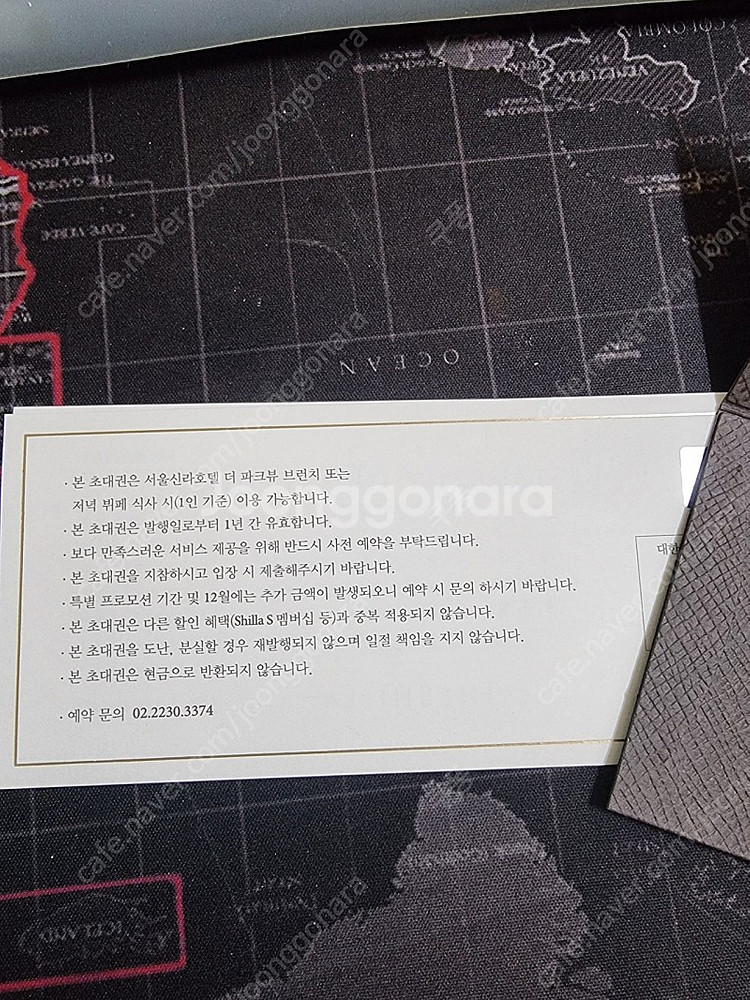 COLOMBIA
VENEZUELA
CAPE VERDE
OCEAN
· 본 초대권은 서울신라호텔 더 파크뷰 브런치 또는
저녁 뷔페 식사 시(1인 기준) 이용 가능합니다.
· 본 초대권은 발행일로부터 1년 간 유효합니다.
· 보다 만족스러운 서비스 제공을 위해 반드시 사전 예약을 부탁드립니다.
· 본 초대권을 지참하시고 입장 시 제출해주시기 바랍니다.
· 특별 프로모션 기간 및 12월에는 추가 금액이 발생되오니 예약 시 문의 하시기 바랍니다.
· 본 초대권은 다른 할인 혜택(Shilla S 멤버십 등)과 중복 적용되지 않습니다.
· 본 초대권을 도난, 분실할 경우 재발행되지 않으며 일절 책임을 지지 않습니다.
· 본 초대권은 현금으로 반환되지 않습니다.
· 예약 문의 02.2230.3374
대한
ICELAND
joonggonara
cafe.naver.com/joonggonara
쿠퐁